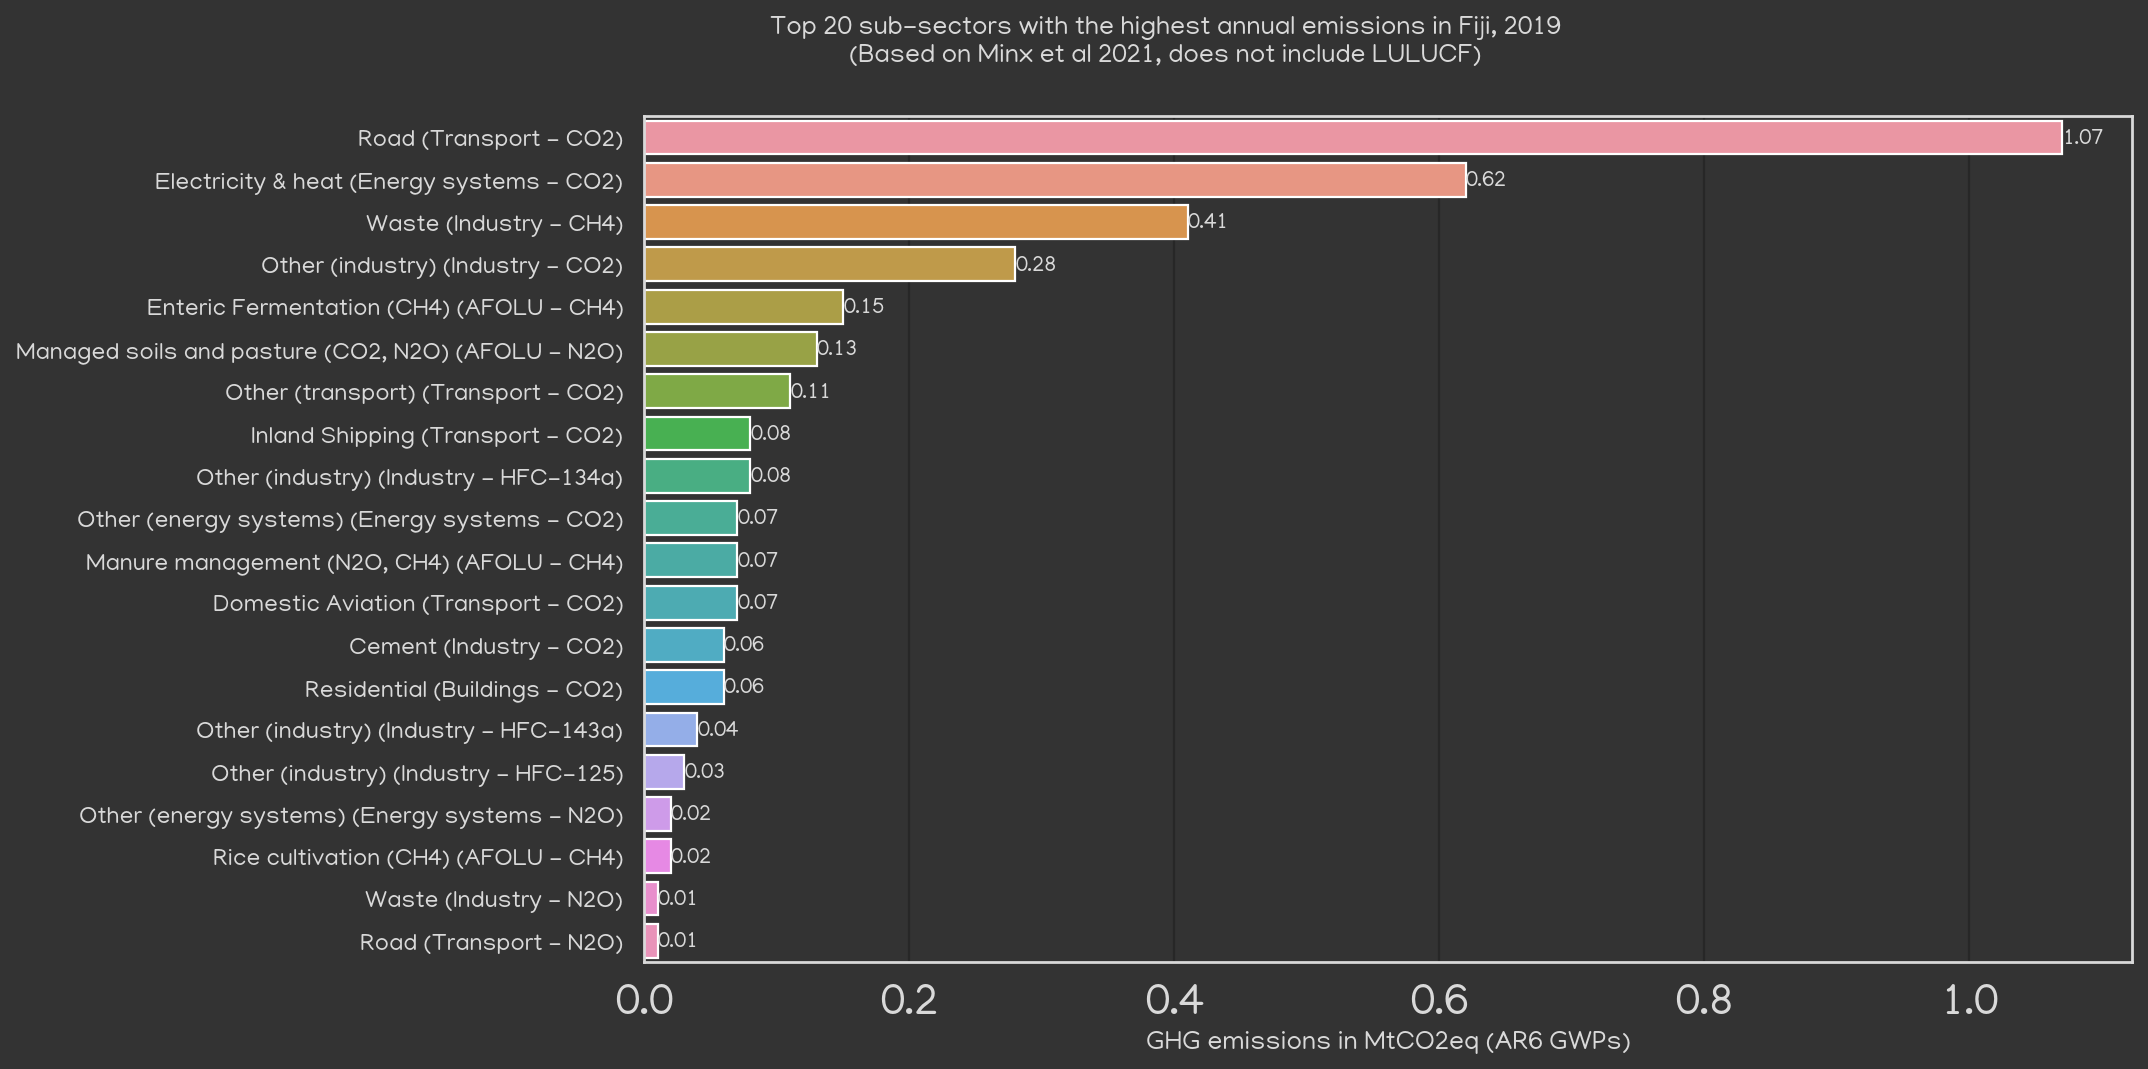 Top 20 sub-sectors with the highest annual emissions in Fiji, 2019
(Based on Minx et al 2021, does not include LULUCF)
Road (Transport - CO2) 1.07
Electricity & heat (Energy systems - CO2) 0.62
Waste (Industry - CH4) 0.41
Other (industry) (Industry - CO2) 0.28
Enteric Fermentation (CH4) (AFOLU - CH4) 0.15
Managed soils and pasture (CO2, N2O) (AFOLU - N2O) 0.13
Other (transport) (Transport - CO2) 0.11
Inland Shipping (Transport - CO2) 0.08
Other (industry) (Industry - HFC-134a) 0.08
Other (energy systems) (Energy systems - CO2) 0.07
Manure management (N2O, CH4) (AFOLU - CH4) 0.07
Domestic Aviation (Transport - CO2) 0.07
Cement (Industry - CO2) 0.06
Residential (Buildings - CO2) 0.06
Other (industry) (Industry - HFC-143a) 0.04
Other (industry) (Industry - HFC-125) 0.03
Other (energy systems) (Energy systems - N2O) 0.02
Rice cultivation (CH4) (AFOLU - CH4) 0.02
Waste (Industry - N2O) 0.01
Road (Transport - N2O) 0.01
0.0 0.2 0.4 0.6 0.8 1.0
GHG emissions in MtCO2eq (AR6 GWPs)